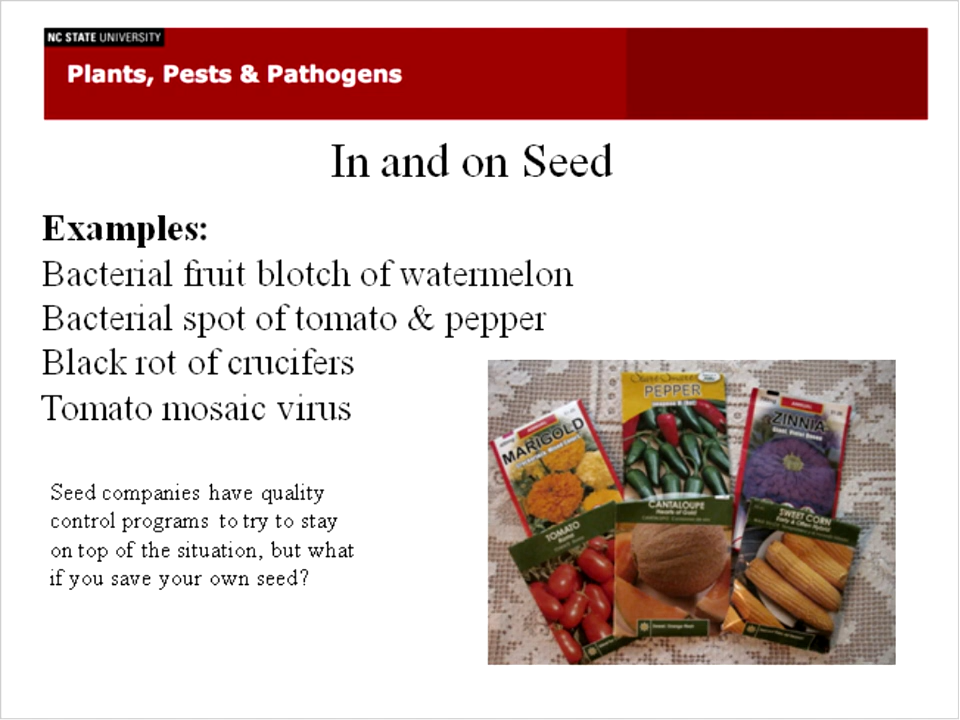 NC STATE UNIVERSITY
Plants, Pests & Pathogens
In and on Seed
Examples:
Bacterial fruit blotch of watermelon
Bacterial spot of tomato & pepper
Black rot of crucifers
Tomato mosaic virus
Seed companies have quality
control programs to try to stay
on top of the situation, but what
if you save your own seed?
MARIGOLD
PEPPER
ZINNIA
TOMATO
CANTALOUPE
Hearts of Gold
SWEET CORN